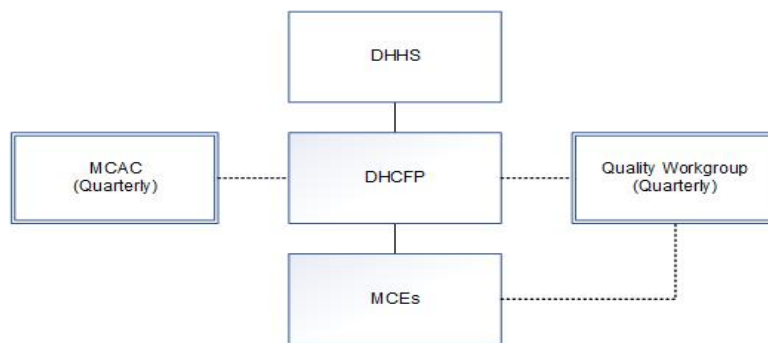 DHHS
MCAC
(Quarterly)
DHCFP
Quality Workgroup
(Quarterly)
MCEs